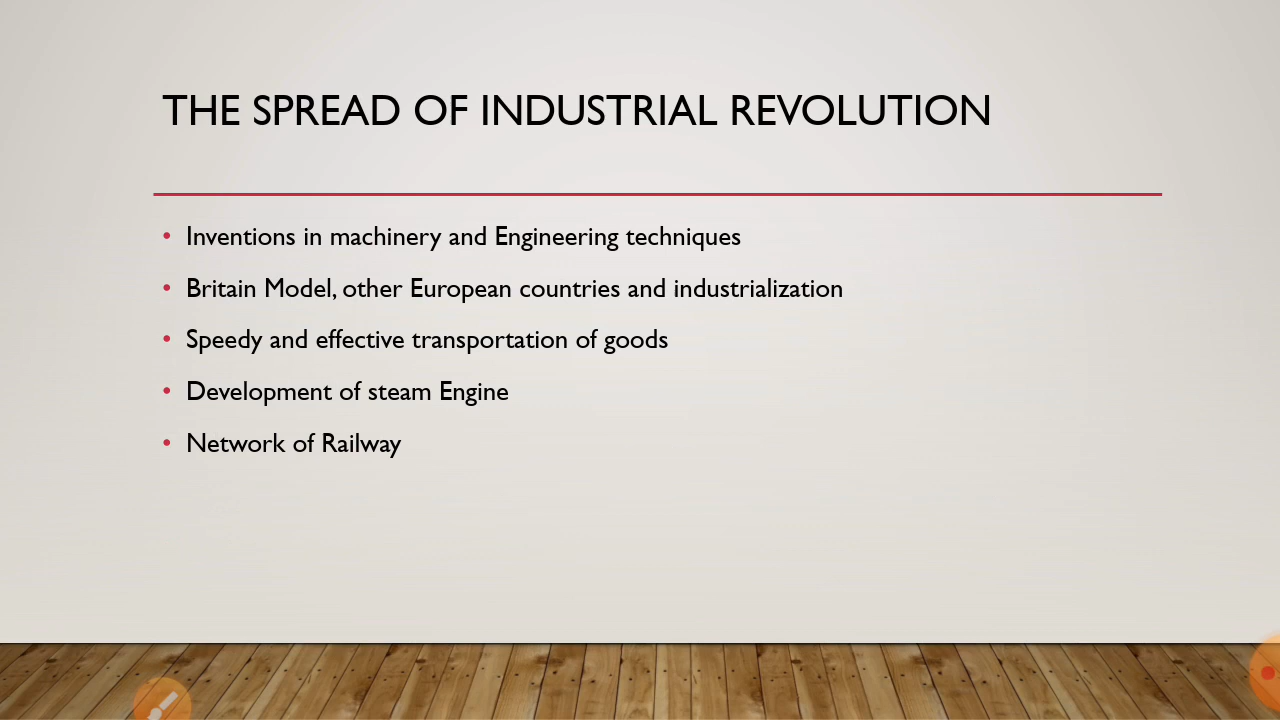 THE SPREAD OF INDUSTRIAL REVOLUTION
• Inventions in machinery and Engineering techniques
• Britain Model, other European countries and industrialization
• Speedy and effective transportation of goods
• Development of steam Engine
• Network of Railway